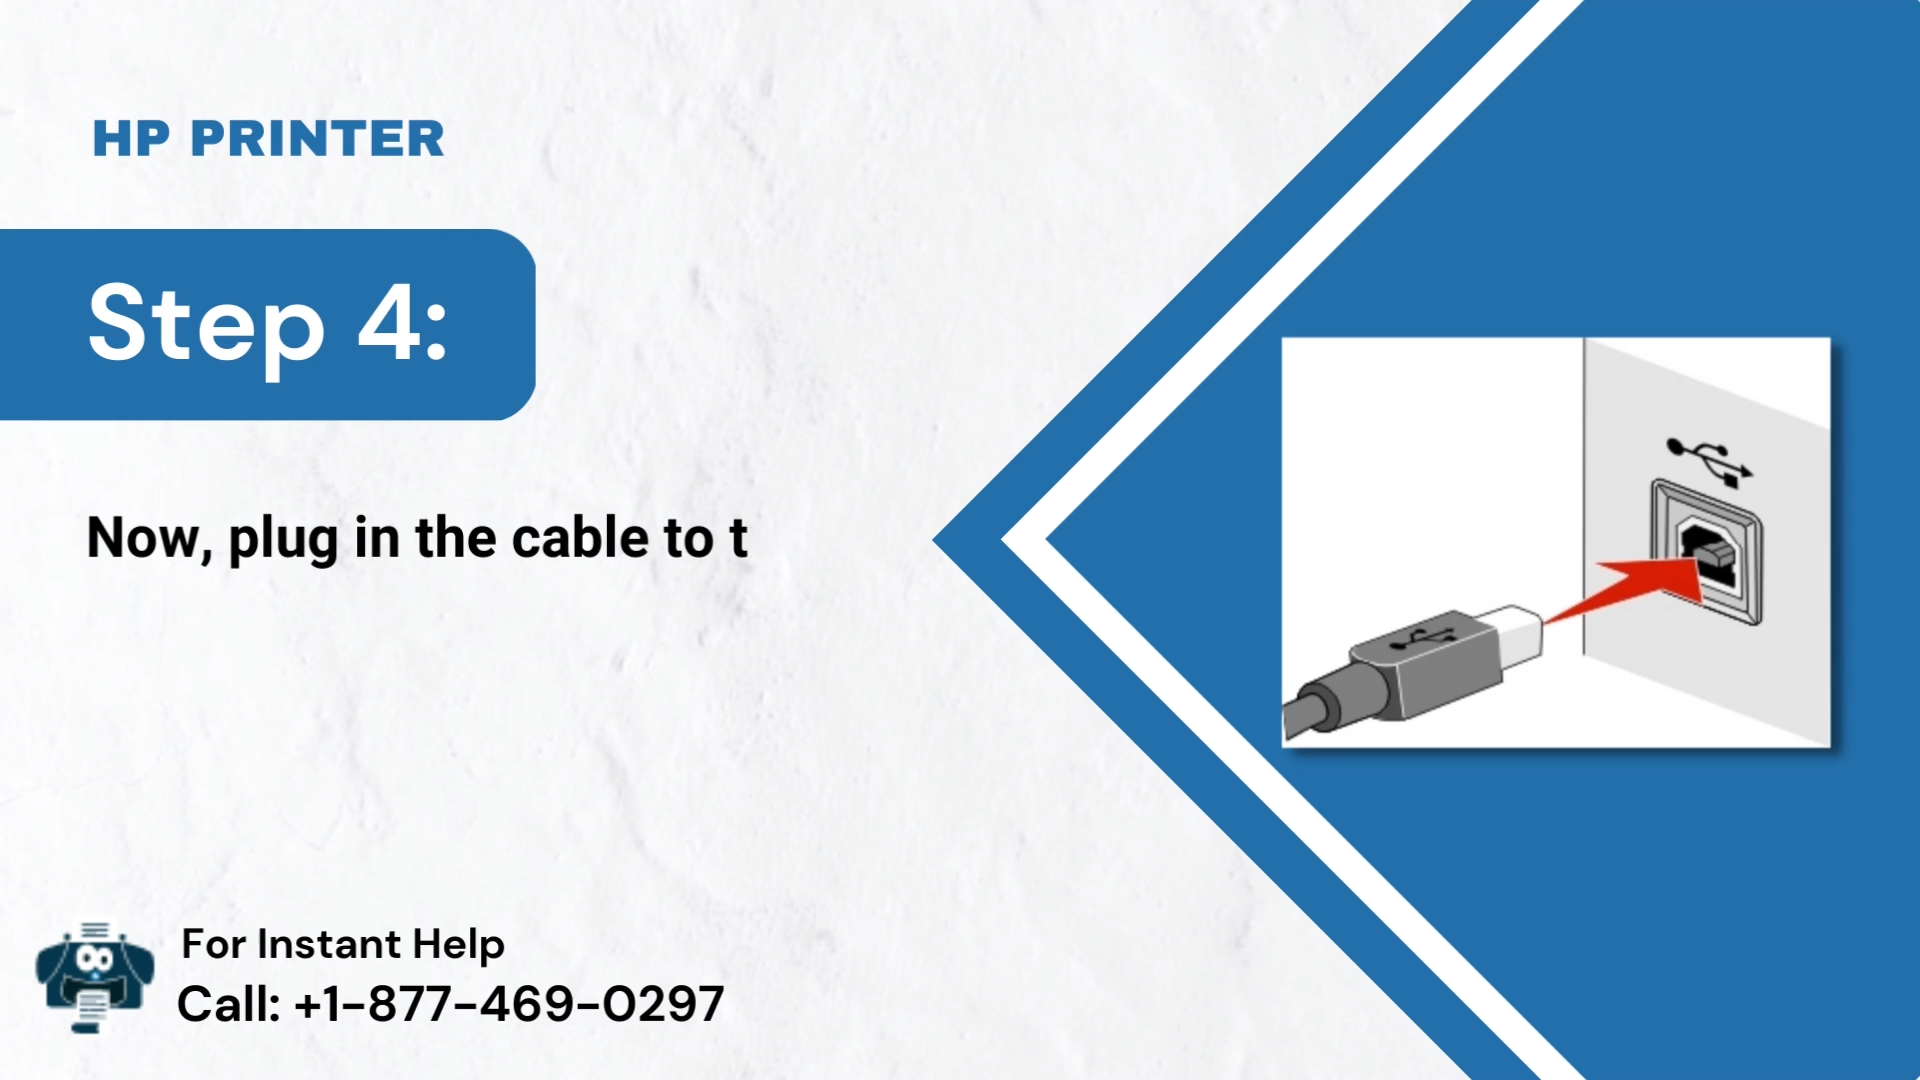 HP PRINTER
Step 4:
Now, plug in the cable to t
For Instant Help
Call: +1-877-469-0297